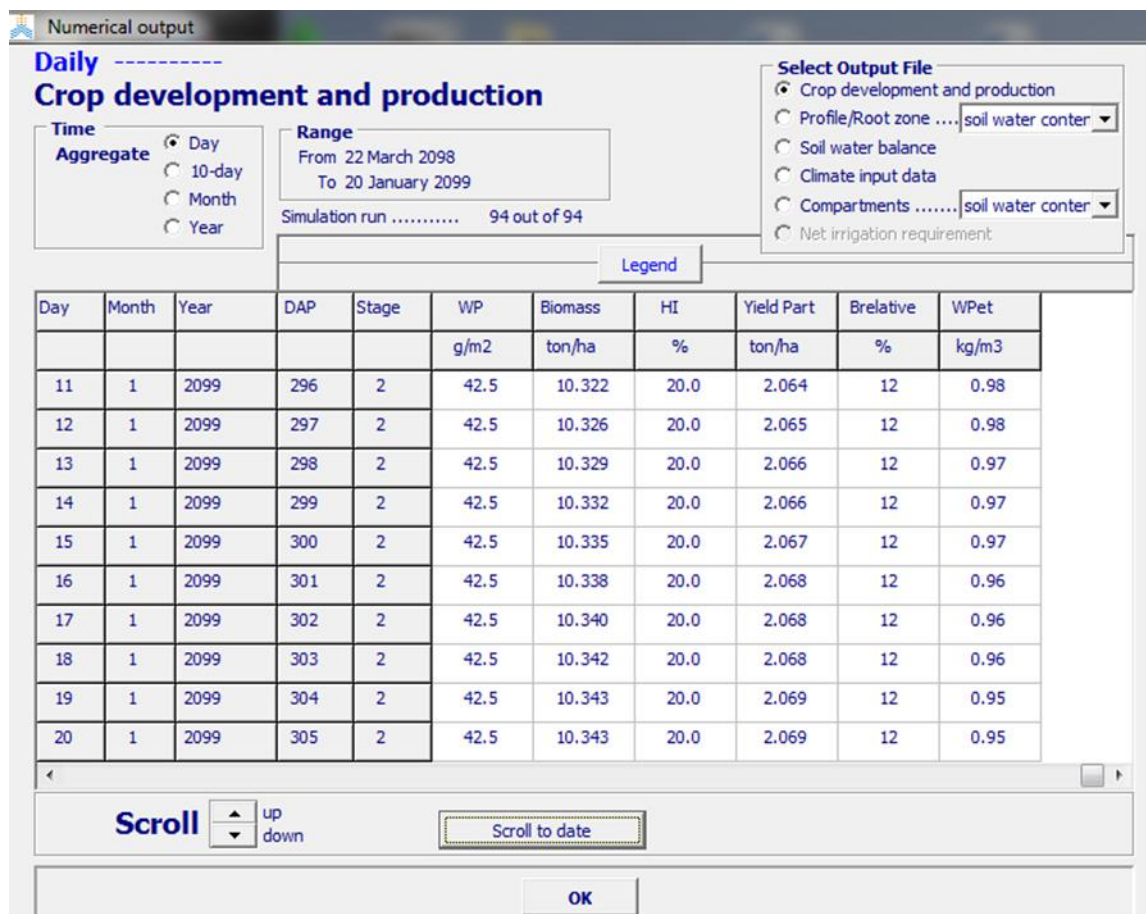 Numerical output
Daily ----------
Crop development and production
Time
Aggregate
Day
10-day
Month
Year
Range
From 22 March 2098
To 20 January 2099
Simulation run ........... 94 out of 94
Select Output File
Crop development and production
Profile/Root zone .... soil water conter
Soil water balance
Climate input data
Compartments ....... soil water conter
Net irrigation requirement
Legend
Day Month Year DAP Stage WP Biomass HI Yield Part Brelative WPet
g/m2 ton/ha % ton/ha % kg/m3
11 1 2099 296 2 42.5 10.322 20.0 2.064 12 0.98
12 1 2099 297 2 42.5 10.326 20.0 2.065 12 0.98
13 1 2099 298 2 42.5 10.329 20.0 2.066 12 0.97
14 1 2099 299 2 42.5 10.332 20.0 2.066 12 0.97
15 1 2099 300 2 42.5 10.335 20.0 2.067 12 0.97
16 1 2099 301 2 42.5 10.338 20.0 2.068 12 0.96
17 1 2099 302 2 42.5 10.340 20.0 2.068 12 0.96
18 1 2099 303 2 42.5 10.342 20.0 2.068 12 0.96
19 1 2099 304 2 42.5 10.343 20.0 2.069 12 0.95
20 1 2099 305 2 42.5 10.343 20.0 2.069 12 0.95
Scroll
up
down
Scroll to date
OK